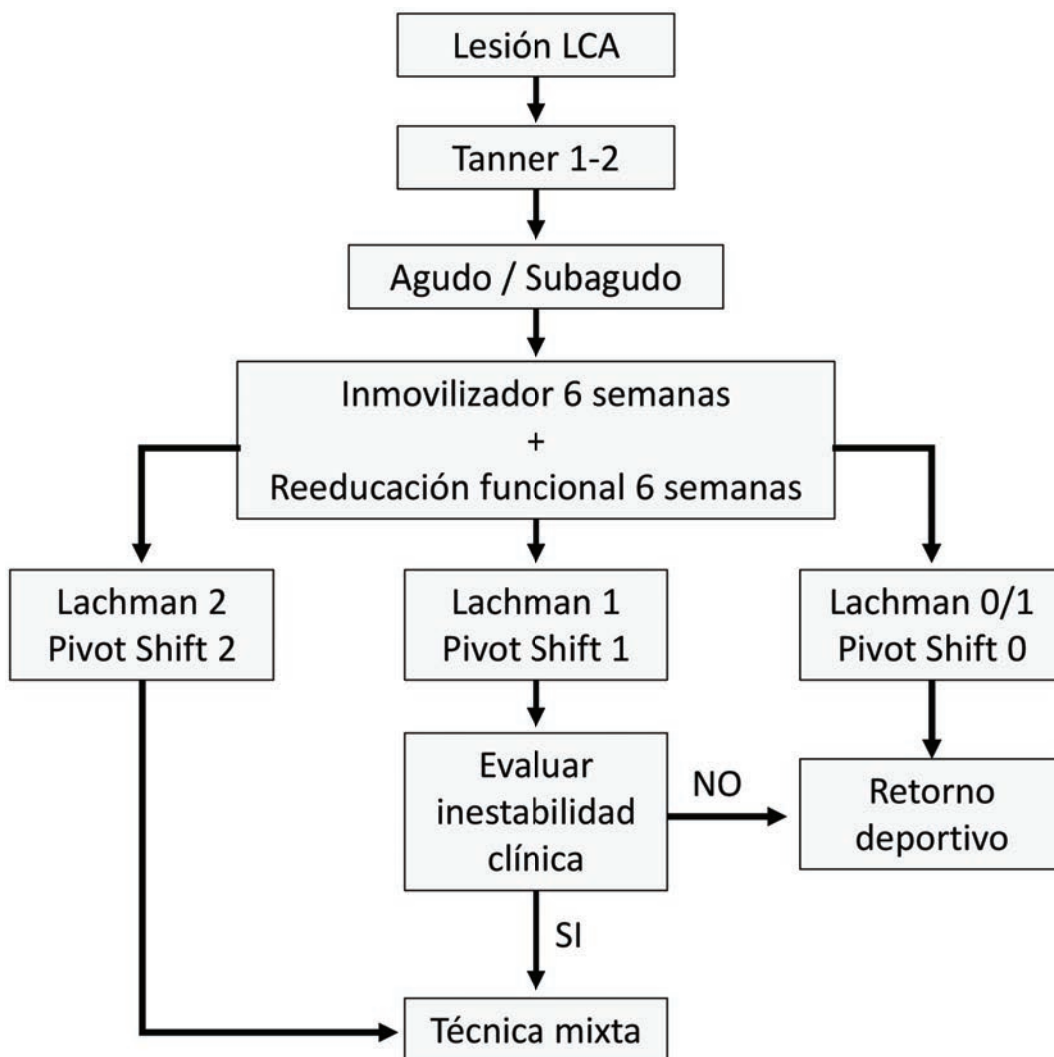 Lesión LCA
Tanner 1-2
Agudo / Subagudo
Inmovilizador 6 semanas
+
Reeducación funcional 6 semanas
Lachman 2
Pivot Shift 2
Lachman 1
Pivot Shift 1
Lachman 0/1
Pivot Shift 0
Evaluar
inestabilidad
clínica
NO
Retorno
deportivo
SI
Técnica mixta